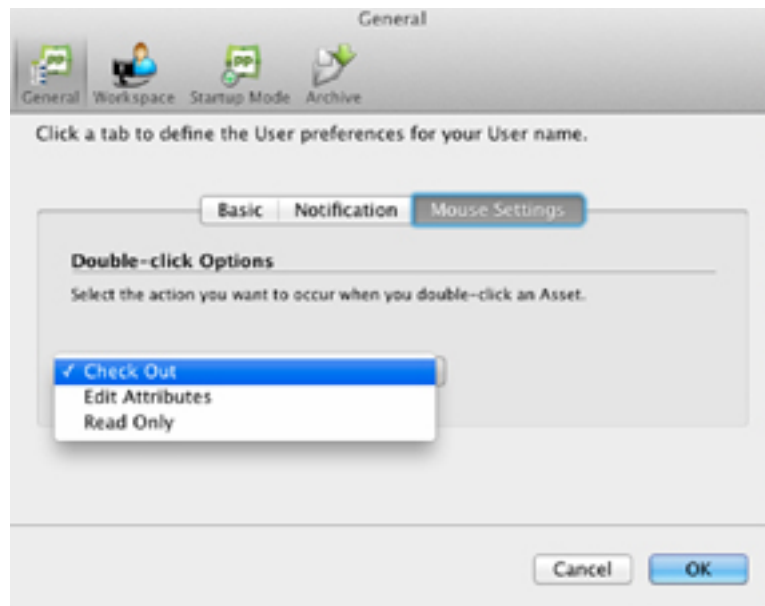 General
General Workspace Startup Mode Archive
Click a tab to define the User preferences for your User name.
Basic Notification Mouse Settings
Double-click Options
Select the action you want to occur when you double-click an Asset.
✓ Check Out
Edit Attributes
Read Only
Cancel OK